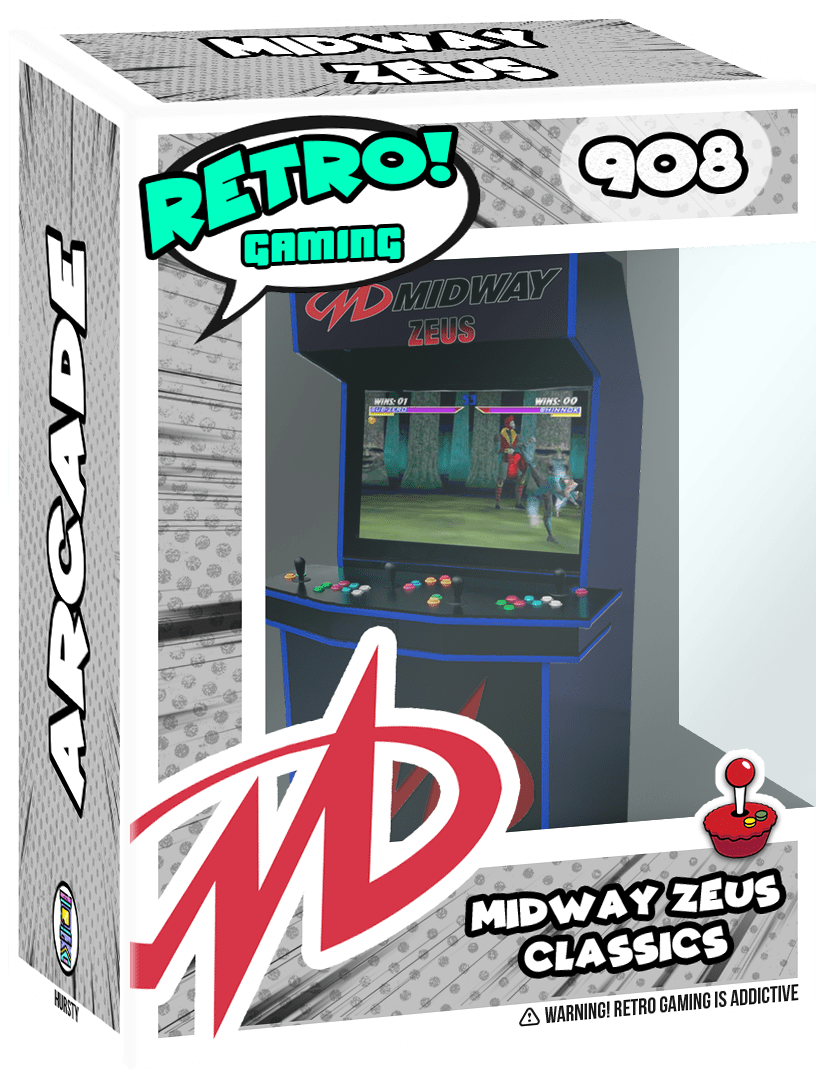 MIDWAY
ZEUS
RETRO!
GAMING
908
ARCADE
MIDWAY
ZEUS
WINS: 01
WINS: 00
SUB-ZERO
SHINNOK
MIDWAY ZEUS
CLASSICS
WARNING! RETRO GAMING IS ADDICTIVE
HURSTY